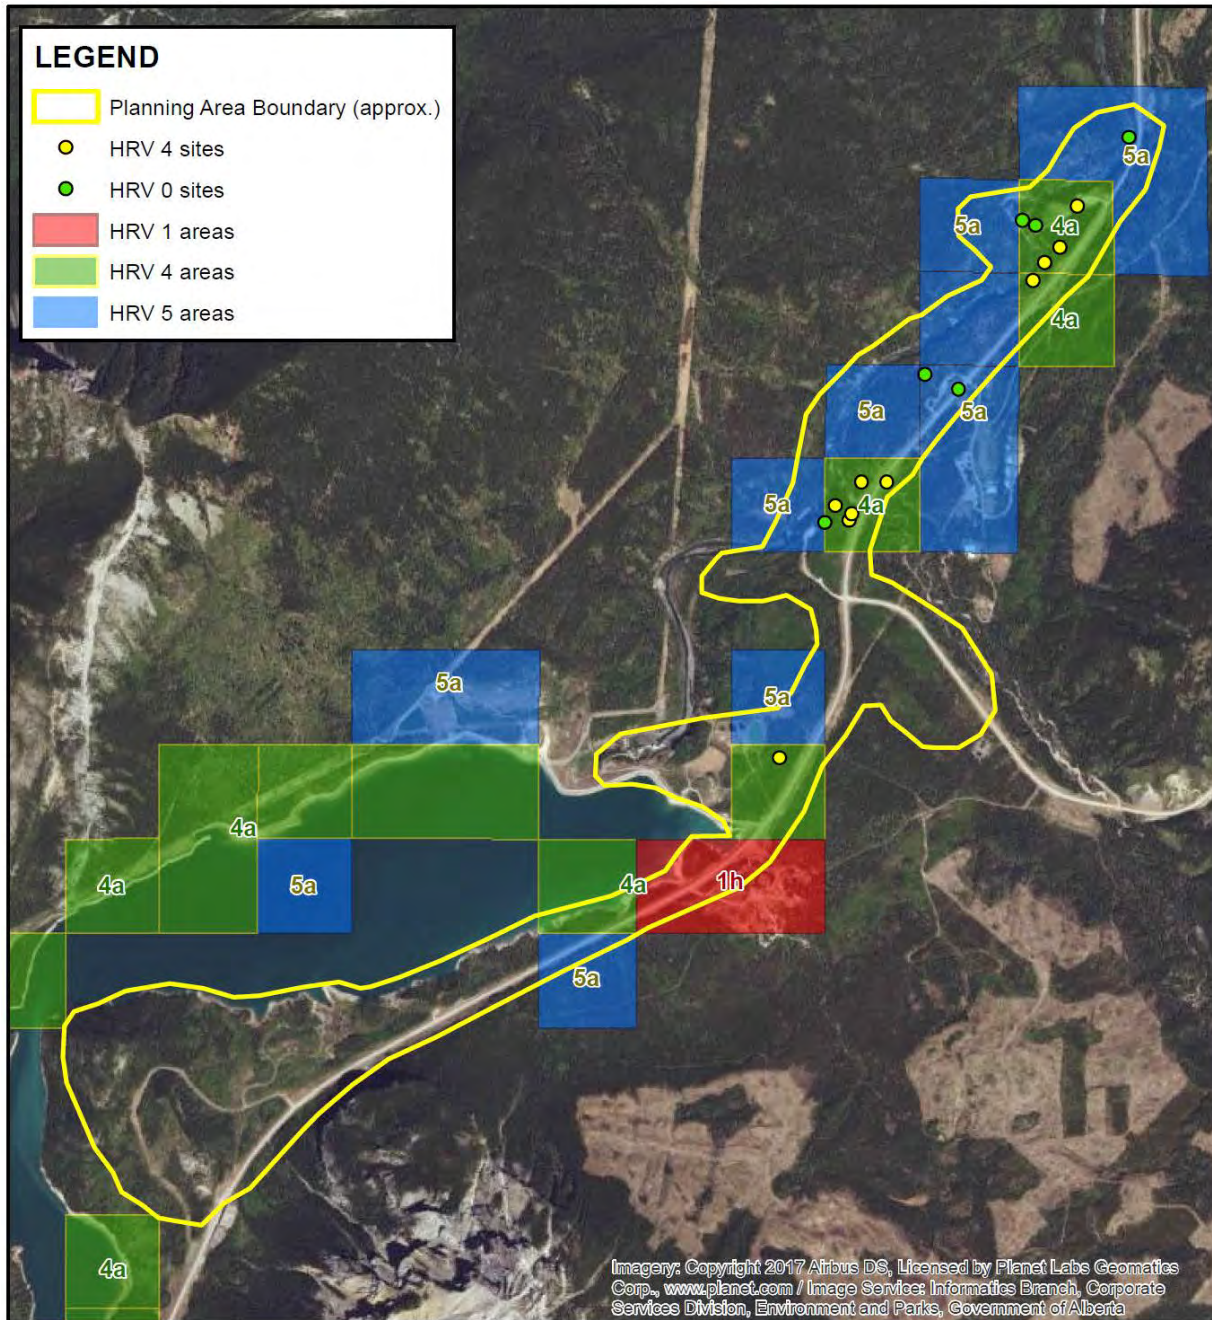 LEGEND
Planning Area Boundary (approx.)
HRV 4 sites
HRV 0 sites
HRV 1 areas
HRV 4 areas
HRV 5 areas
5a
5a
4a
4a
5a
5a
5a
4a
5a
5a
4a
4a
5a
4a
1h
5a
4a
Imagery: Copyright 2017 Airbus DS, Licensed by Planet Labs Geomatics
Corp., www.planet.com / Image Service: Informatics Branch, Corporate
Services Division, Environment and Parks, Government of Alberta